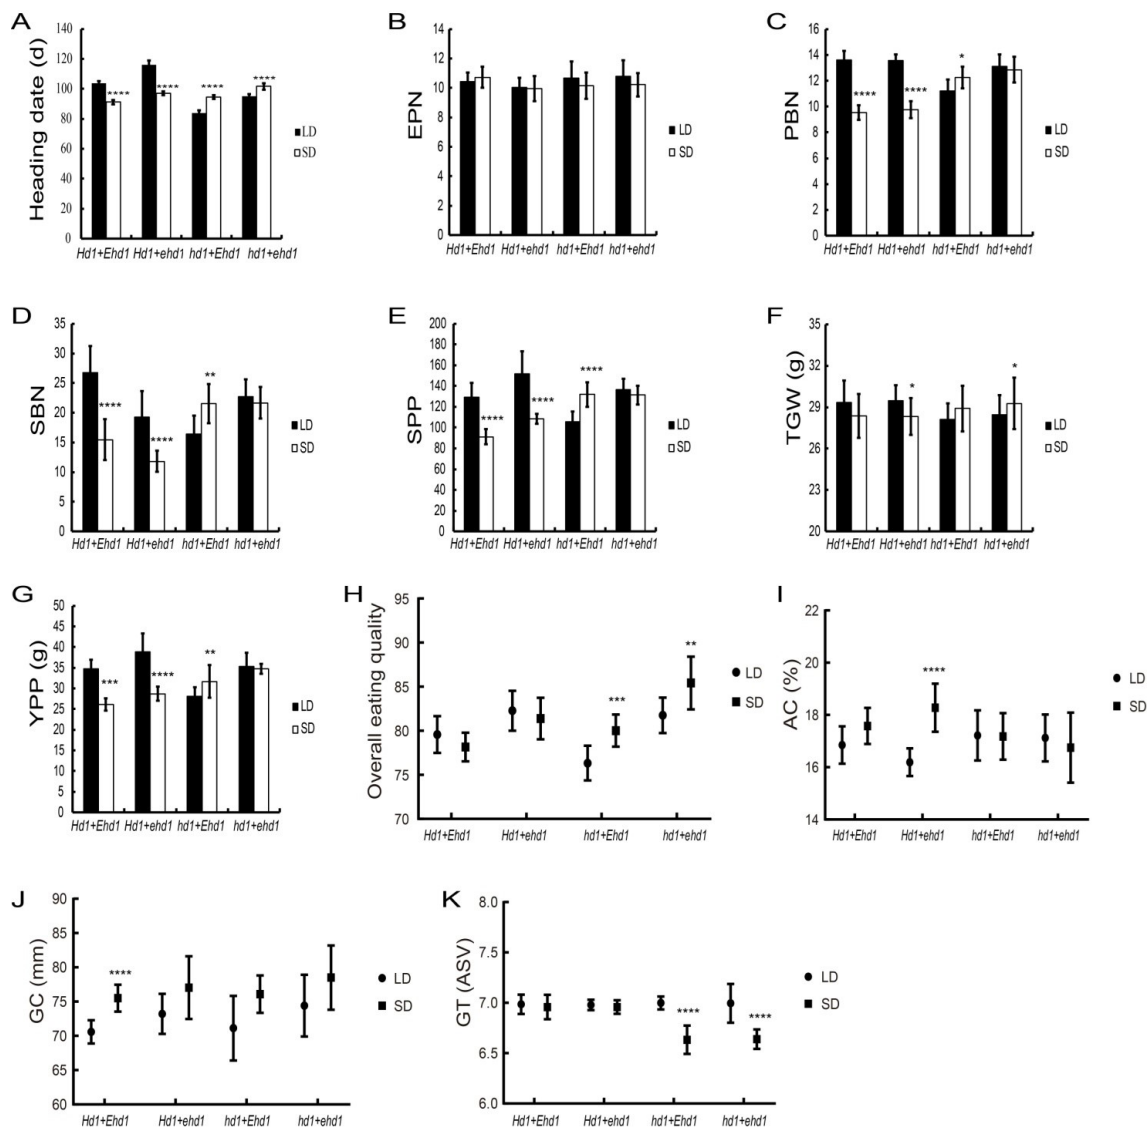 A
Heading date (d)
140
120
100
80
60
40
20
0
****
****
****
****
LD
SD
Hd1+Ehd1
Hd1+ehd1
hd1+Ehd1
hd1+ehd1
B
EPN
14
12
10
8
6
4
2
0
LD
SD
Hd1+Ehd1
Hd1+ehd1
hd1+Ehd1
hd1+ehd1
C
PBN
16
14
12
10
8
6
4
2
0
****
****
*
LD
SD
Hd1+Ehd1
Hd1+ehd1
hd1+Ehd1
hd1+ehd1
D
SBN
35
30
25
20
15
10
5
0
****
****
**
LD
SD
Hd1+Ehd1
Hd1+ehd1
hd1+Ehd1
hd1+ehd1
E
SPP
200
180
160
140
120
100
80
60
40
20
0
****
****
****
LD
SD
Hd1+Ehd1
Hd1+ehd1
hd1+Ehd1
hd1+ehd1
F
TGW (g)
35
32
29
26
23
20
*
*
LD
SD
Hd1+Ehd1
Hd1+ehd1
hd1+Ehd1
hd1+ehd1
G
YPP (g)
50
45
40
35
30
25
20
15
10
5
0
***
****
**
LD
SD
Hd1+Ehd1
Hd1+ehd1
hd1+Ehd1
hd1+ehd1
H
Overall eating quality
95
90
85
80
75
70
***
**
LD
SD
Hd1+Ehd1
Hd1+ehd1
hd1+Ehd1
hd1+ehd1
I
AC (%)
22
20
18
16
14
****
LD
SD
Hd1+Ehd1
Hd1+ehd1
hd1+Ehd1
hd1+ehd1
J
GC (mm)
90
85
80
75
70
65
60
****
LD
SD
Hd1+Ehd1
Hd1+ehd1
hd1+Ehd1
hd1+ehd1
K
GT (ASV)
8.0
7.5
7.0
6.5
6.0
****
****
LD
SD
Hd1+Ehd1
Hd1+ehd1
hd1+Ehd1
hd1+ehd1